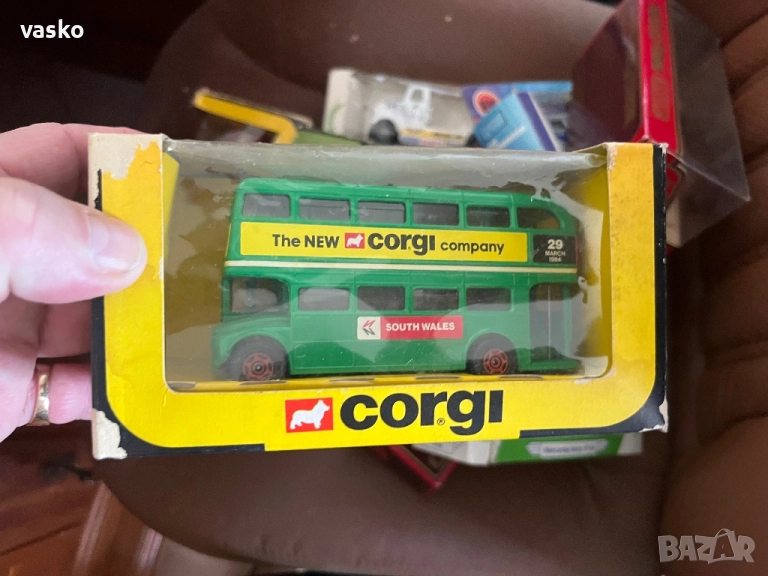 vasko
The NEW corgi company
29
MARCH
1984
SOUTH WALES
corgi®
BAZAR